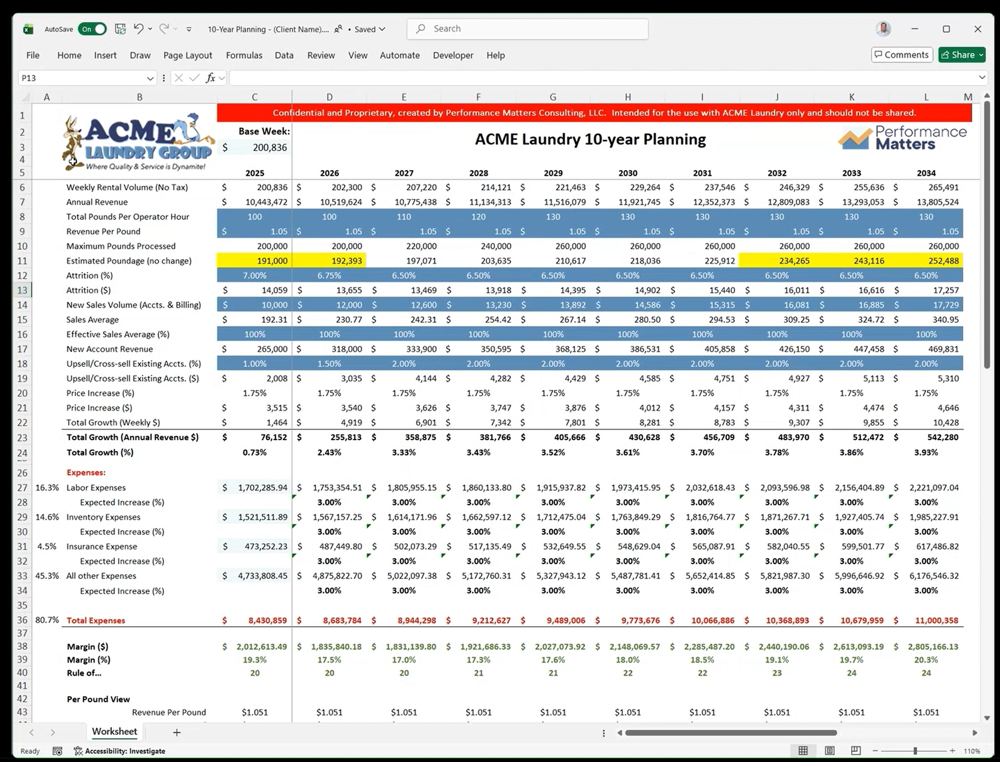 AutoSave On 10-Year Planning - (Client Name).... • Saved Search
File Home Insert Draw Page Layout Formulas Data Review View Automate Developer Help Comments Share
P13 fx
A B C D E F G H I J K L M
1 Confidential and Proprietary, created by Performance Matters Consulting, LLC. Intended for the use with ACME Laundry only and should not be shared.
ACME
LAUNDRY GROUP
Where Quality & Service is Dynamite!
2 Base Week: ACME Laundry 10-year Planning Performance Matters
3 $ 200,836
4
5 2025 2026 2027 2028 2029 2030 2031 2032 2033 2034
6 Weekly Rental Volume (No Tax) $ 200,836 $ 202,300 $ 207,220 $ 214,121 $ 221,463 $ 229,264 $ 237,546 $ 246,329 $ 255,636 $ 265,491
7 Annual Revenue $ 10,443,472 $ 10,519,624 $ 10,775,438 $ 11,134,313 $ 11,516,079 $ 11,921,745 $ 12,352,373 $ 12,809,083 $ 13,293,053 $ 13,805,524
8 Total Pounds Per Operator Hour 100 100 110 120 130 130 130 130 130 130
9 Revenue Per Pound $ 1.05 $ 1.05 $ 1.05 $ 1.05 $ 1.05 $ 1.05 $ 1.05 $ 1.05 $ 1.05 $ 1.05
10 Maximum Pounds Processed 200,000 200,000 220,000 240,000 260,000 260,000 260,000 260,000 260,000 260,000
11 Estimated Poundage (no change) 191,000 192,393 197,071 203,635 210,617 218,036 225,912 234,265 243,116 252,488
12 Attrition (%) 7.00% 6.75% 6.50% 6.50% 6.50% 6.50% 6.50% 6.50% 6.50% 6.50%
13 Attrition ($) $ 14,059 $ 13,655 $ 13,469 $ 13,918 $ 14,395 $ 14,902 $ 15,440 $ 16,011 $ 16,616 $ 17,257
14 New Sales Volume (Accts. & Billing) $ 10,000 $ 12,000 $ 12,600 $ 13,230 $ 13,892 $ 14,586 $ 15,315 $ 16,081 $ 16,885 $ 17,729
15 Sales Average $ 192.31 $ 230.77 $ 242.31 $ 254.42 $ 267.14 $ 280.50 $ 294.53 $ 309.25 $ 324.72 $ 340.95
16 Effective Sales Average (%) 100% 100% 100% 100% 100% 100% 100% 100% 100% 100%
17 New Account Revenue $ 265,000 $ 318,000 $ 333,900 $ 350,595 $ 368,125 $ 386,531 $ 405,858 $ 426,150 $ 447,458 $ 469,831
18 Upsell/Cross-sell Existing Accts. (%) 1.00% 1.50% 2.00% 2.00% 2.00% 2.00% 2.00% 2.00% 2.00% 2.00%
19 Upsell/Cross-sell Existing Accts. ($) $ 2,008 $ 3,035 $ 4,144 $ 4,282 $ 4,429 $ 4,585 $ 4,751 $ 4,927 $ 5,113 $ 5,310
20 Price Increase (%) 1.75% 1.75% 1.75% 1.75% 1.75% 1.75% 1.75% 1.75% 1.75% 1.75%
21 Price Increase ($) $ 3,515 $ 3,540 $ 3,626 $ 3,747 $ 3,876 $ 4,012 $ 4,157 $ 4,311 $ 4,474 $ 4,646
22 Total Growth (Weekly $) $ 1,464 $ 4,919 $ 6,901 $ 7,342 $ 7,801 $ 8,281 $ 8,783 $ 9,307 $ 9,855 $ 10,428
23 Total Growth (Annual Revenue $) $ 76,152 $ 255,813 $ 358,875 $ 381,766 $ 405,666 $ 430,628 $ 456,709 $ 483,970 $ 512,472 $ 542,280
24 Total Growth (%) 0.73% 2.43% 3.33% 3.43% 3.52% 3.61% 3.70% 3.78% 3.86% 3.93%
26 Expenses:
27 16.3% Labor Expenses $ 1,702,285.94 $ 1,753,354.51 $ 1,805,955.15 $ 1,860,133.80 $ 1,915,937.82 $ 1,973,415.95 $ 2,032,618.43 $ 2,093,596.98 $ 2,156,404.89 $ 2,221,097.04
28 Expected Increase (%) 3.00% 3.00% 3.00% 3.00% 3.00% 3.00% 3.00% 3.00% 3.00%
29 14.6% Inventory Expenses $ 1,521,511.89 $ 1,567,157.25 $ 1,614,171.96 $ 1,662,597.12 $ 1,712,475.04 $ 1,763,849.29 $ 1,816,764.77 $ 1,871,267.71 $ 1,927,405.74 $ 1,985,227.91
30 Expected Increase (%) 3.00% 3.00% 3.00% 3.00% 3.00% 3.00% 3.00% 3.00% 3.00%
31 4.5% Insurance Expense $ 473,252.23 $ 487,449.80 $ 502,073.29 $ 517,135.49 $ 532,649.55 $ 548,629.04 $ 565,087.91 $ 582,040.55 $ 599,501.77 $ 617,486.82
32 Expected Increase (%) 3.00% 3.00% 3.00% 3.00% 3.00% 3.00% 3.00% 3.00% 3.00%
33 45.3% All other Expenses $ 4,733,808.45 $ 4,875,822.70 $ 5,022,097.38 $ 5,172,760.31 $ 5,327,943.12 $ 5,487,781.41 $ 5,652,414.85 $ 5,821,987.30 $ 5,996,646.92 $ 6,176,546.32
34 Expected Increase (%) 3.00% 3.00% 3.00% 3.00% 3.00% 3.00% 3.00% 3.00% 3.00%
35
36 80.7% Total Expenses $ 8,430,859 $ 8,683,784 $ 8,944,298 $ 9,212,627 $ 9,489,006 $ 9,773,676 $ 10,066,886 $ 10,368,893 $ 10,679,959 $ 11,000,358
37
38 Margin ($) $ 2,012,613.49 $ 1,835,840.18 $ 1,831,139.80 $ 1,921,686.33 $ 2,027,073.92 $ 2,148,069.57 $ 2,285,487.20 $ 2,440,190.06 $ 2,613,093.19 $ 2,805,166.13
39 Margin (%) 19.3% 17.5% 17.0% 17.3% 17.6% 18.0% 18.5% 19.1% 19.7% 20.3%
40 Rule of... 20 20 20 21 21 22 22 23 24 24
41
42 Per Pound View
43 Revenue Per Pound $1.051 $1.051 $1.051 $1.051 $1.051 $1.051 $1.051 $1.051 $1.051 $1.051
Worksheet
Ready Accessibility: Investigate 110%